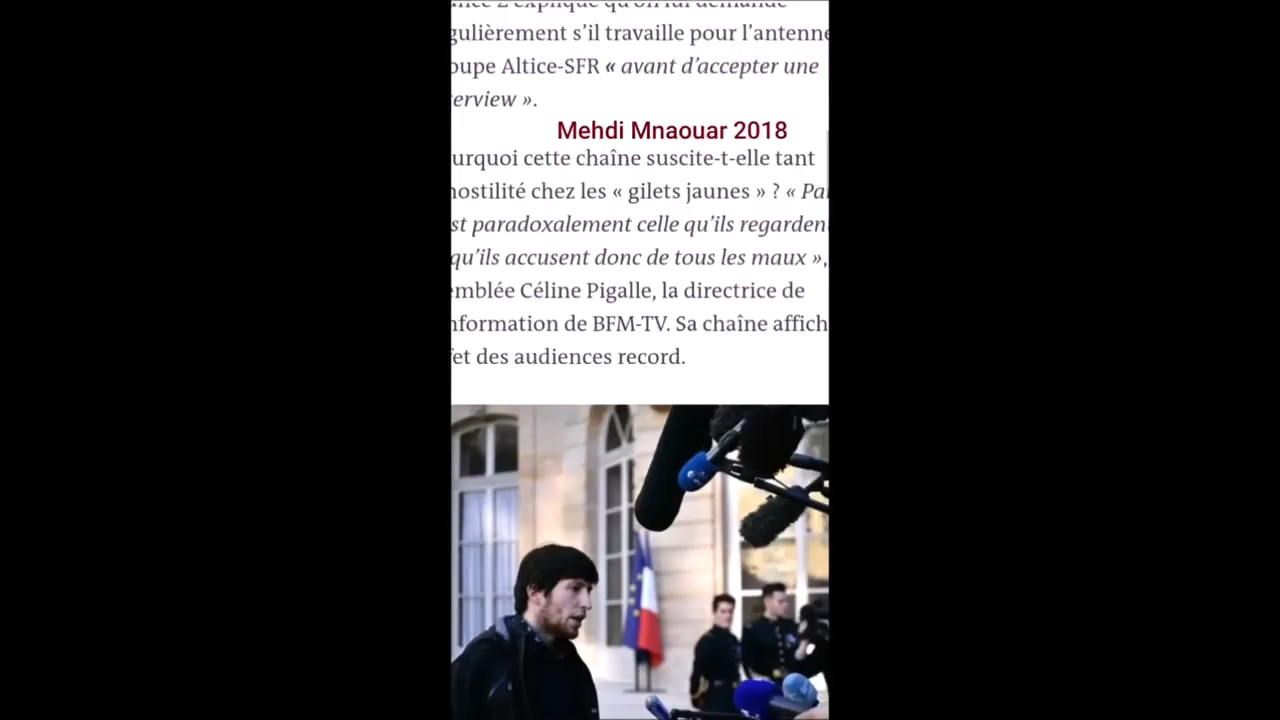 gulièrement s’il travaille pour l’antenne
oupe Altice-SFR « avant d’accepter une
erview ».
Mehdi Mnaouar 2018
urquoi cette chaîne suscite-t-elle tant
hostilité chez les « gilets jaunes » ? « Par
st paradoxalement celle qu’ils regardent
qu’ils accusent donc de tous les maux »,
emblée Céline Pigalle, la directrice de
nformation de BFM-TV. Sa chaîne affich
fet des audiences record.